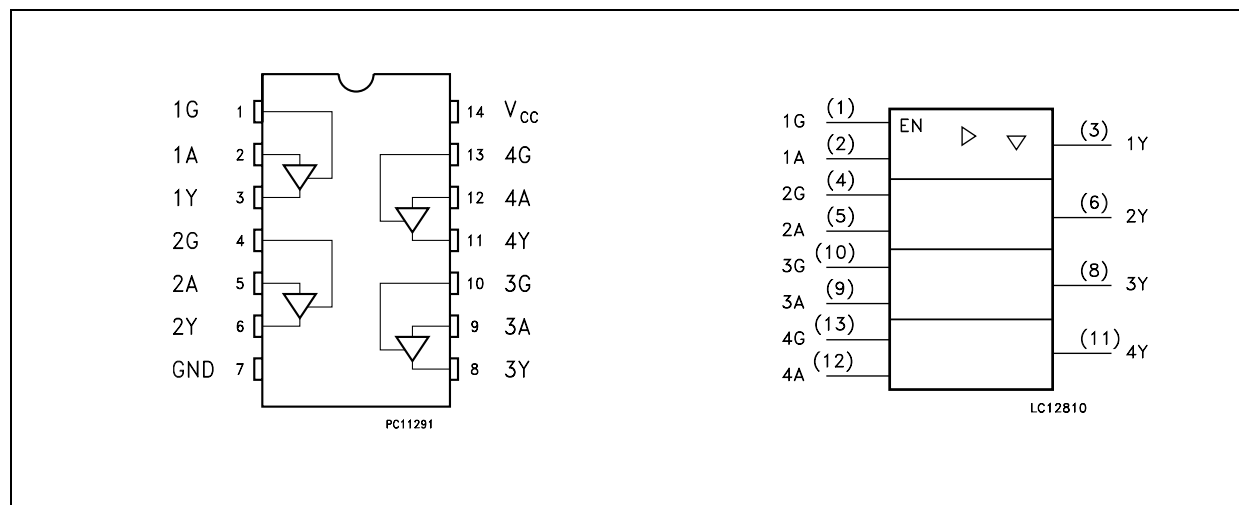 1G 1 14 VCC
1A 2 13 4G
1Y 3 12 4A
2G 4 11 4Y
2A 5 10 3G
2Y 6 9 3A
GND 7 8 3Y
PC11291
1G (1) EN
1A (2) (3) 1Y
2G (4)
2A (5) (6) 2Y
3G (10)
3A (9) (8) 3Y
4G (13)
4A (12) (11) 4Y
LC12810